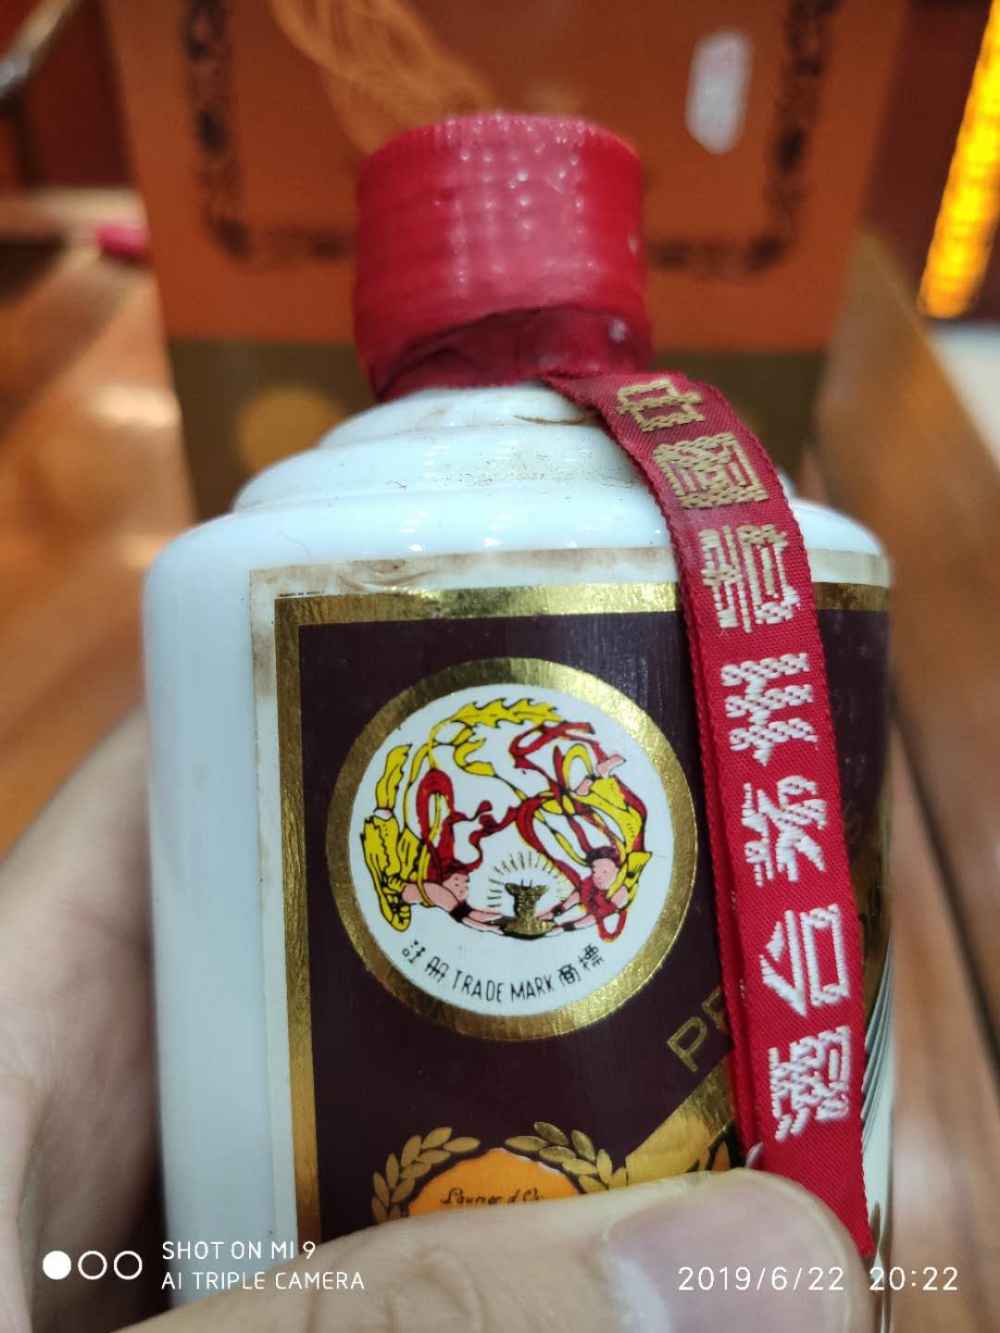 中國貴州茅台酒
註冊 TRADE MARK 商標
SHOT ON MI 9
AI TRIPLE CAMERA
2019/6/22 20:22